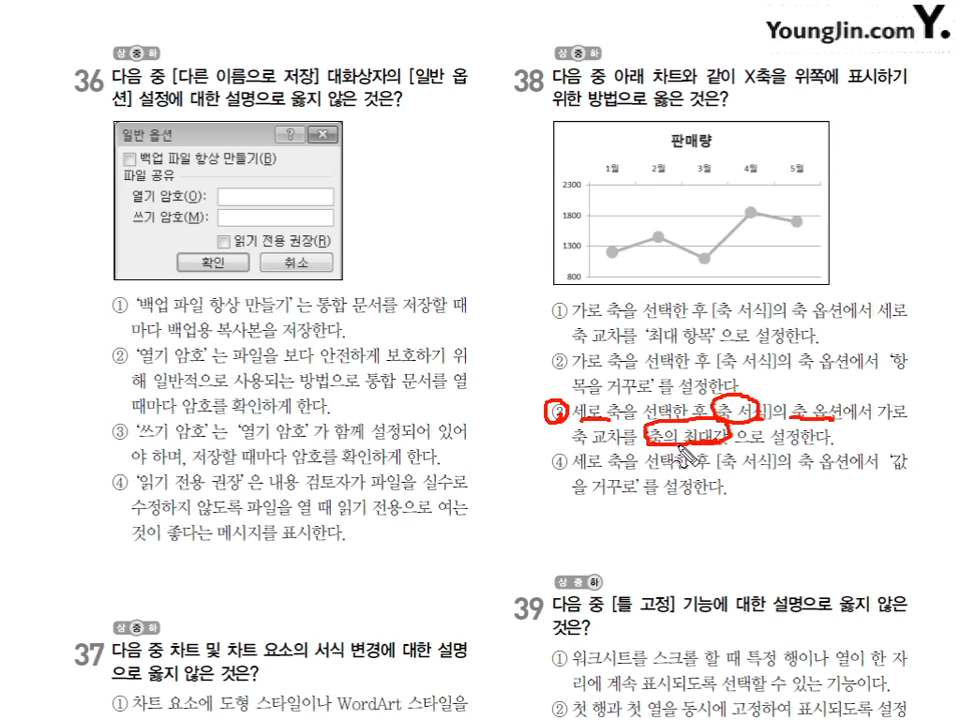 Youngjin.com Y.
상 중 하
36 다음 중 [다른 이름으로 저장] 대화상자의 [일반 옵
션] 설정에 대한 설명으로 옳지 않은 것은?
일반 옵션
백업 파일 항상 만들기(B)
파일 공유
열기 암호(O):
쓰기 암호(M):
읽기 전용 권장(R)
확인 취소
① ‘백업 파일 항상 만들기’는 통합 문서를 저장할 때
마다 백업용 복사본을 저장한다.
② ‘열기 암호’는 파일을 보다 안전하게 보호하기 위
해 일반적으로 사용되는 방법으로 통합 문서를 열
때마다 암호를 확인하게 한다.
③ ‘쓰기 암호’는 ‘열기 암호’가 함께 설정되어 있어
야 하며, 저장할 때마다 암호를 확인하게 한다.
④ ‘읽기 전용 권장’은 내용 검토자가 파일을 실수로
수정하지 않도록 파일을 열 때 읽기 전용으로 여는
것이 좋다는 메시지를 표시한다.
상 중 하
37 다음 중 차트 및 차트 요소의 서식 변경에 대한 설명
으로 옳지 않은 것은?
① 차트 요소에 도형 스타일이나 WordArt 스타일을
상 중 하
38 다음 중 아래 차트와 같이 X축을 위쪽에 표시하기
위한 방법으로 옳은 것은?
판매량
1월 2월 3월 4월 5월
2300
1800
1300
800
① 가로 축을 선택한 후 [축 서식]의 축 옵션에서 세로
축 교차를 ‘최대 항목’으로 설정한다.
② 가로 축을 선택한 후 [축 서식]의 축 옵션에서 ‘항
목을 거꾸로’를 설정한다.
③ 세로 축을 선택한 후 [축 서식]의 축 옵션에서 가로
축 교차를 ‘축의 최대값’으로 설정한다.
④ 세로 축을 선택한 후 [축 서식]의 축 옵션에서 ‘값
을 거꾸로’를 설정한다.
상 중 하
39 다음 중 [틀 고정] 기능에 대한 설명으로 옳지 않은
것은?
① 워크시트를 스크롤 할 때 특정 행이나 열이 한 자
리에 계속 표시되도록 선택할 수 있는 기능이다.
② 첫 행과 첫 열을 동시에 고정하여 표시되도록 설정